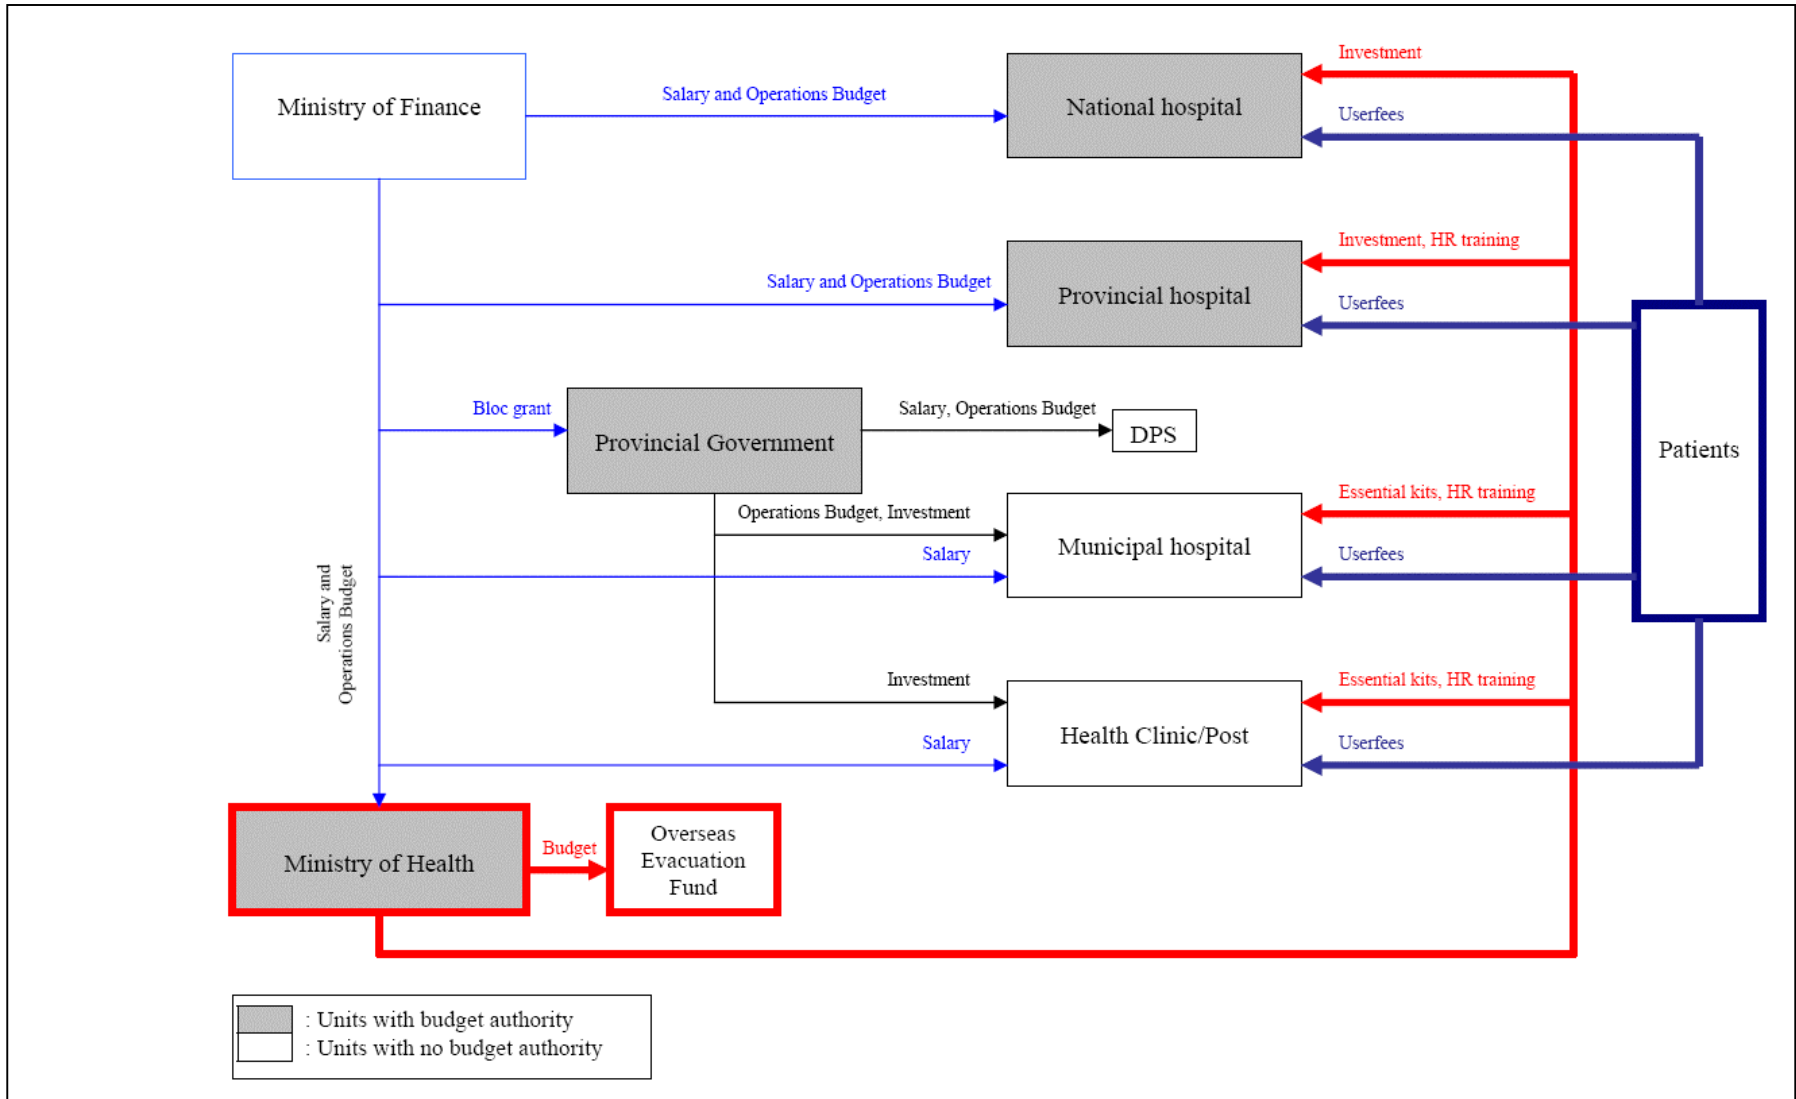 Investment
Ministry of Finance
Salary and Operations Budget
National hospital
Userfees
Investment, HR training
Salary and Operations Budget
Provincial hospital
Userfees
Bloc grant
Provincial Government
Salary, Operations Budget
DPS
Patients
Operations Budget, Investment
Essential kits, HR training
Municipal hospital
Salary
Userfees
Salary and
Operations Budget
Investment
Essential kits, HR training
Health Clinic/Post
Salary
Userfees
Ministry of Health
Budget
Overseas
Evacuation
Fund
: Units with budget authority
: Units with no budget authority